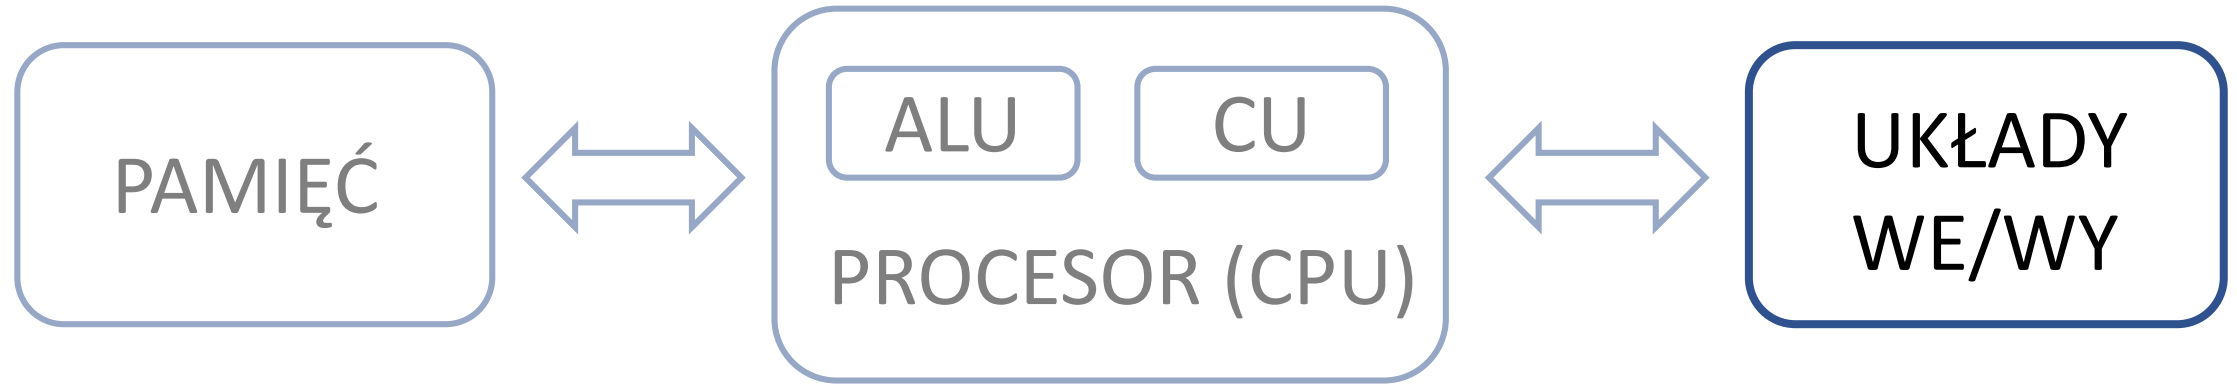 PAMIĘĆ
ALU
CU
PROCESOR (CPU)
UKŁADY
WE/WY